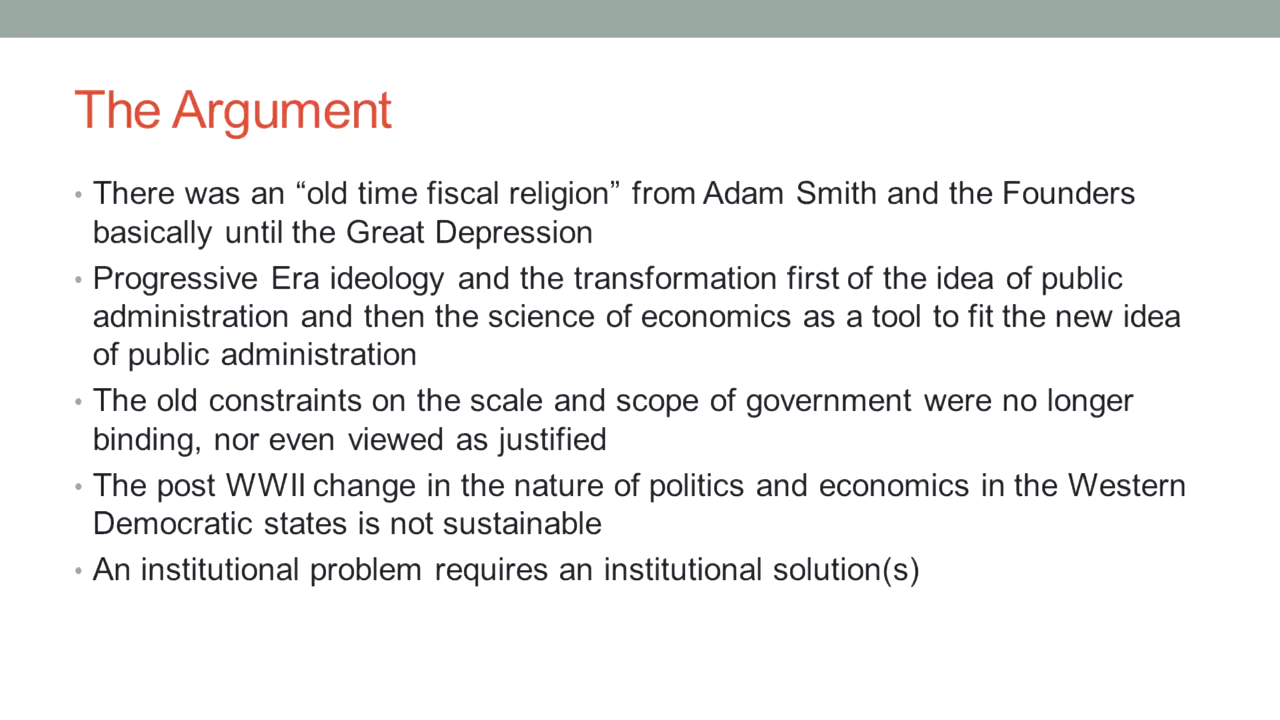 The Argument
• There was an “old time fiscal religion” from Adam Smith and the Founders
basically until the Great Depression
• Progressive Era ideology and the transformation first of the idea of public
administration and then the science of economics as a tool to fit the new idea
of public administration
• The old constraints on the scale and scope of government were no longer
binding, nor even viewed as justified
• The post WWII change in the nature of politics and economics in the Western
Democratic states is not sustainable
• An institutional problem requires an institutional solution(s)